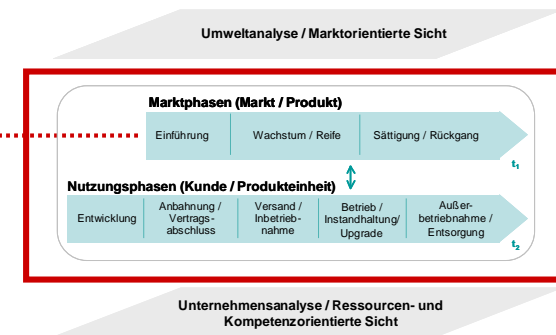 Umweltanalyse / Marktorientierte Sicht
Marktphasen (Markt / Produkt)
Einführung
Wachstum / Reife
Sättigung / Rückgang
t₁
Nutzungsphasen (Kunde / Produkteinheit)
Entwicklung
Anbahnung /
Vertrags-
abschluss
Versand /
Inbetrieb-
nahme
Betrieb /
Instandhaltung/
Upgrade
Außer-
betriebnahme /
Entsorgung
t₂
Unternehmensanalyse / Ressourcen- und
Kompetenzorientierte Sicht